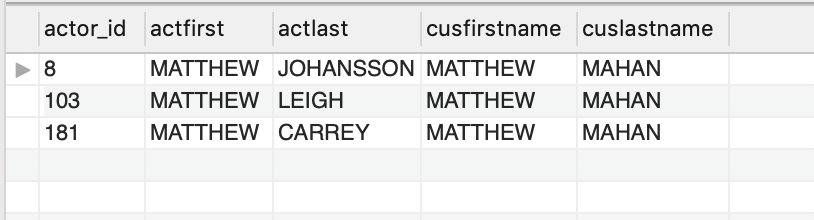 actor_id actfirst actlast cusfirstname cuslastname
8 MATTHEW JOHANSSON MATTHEW MAHAN
103 MATTHEW LEIGH MATTHEW MAHAN
181 MATTHEW CARREY MATTHEW MAHAN